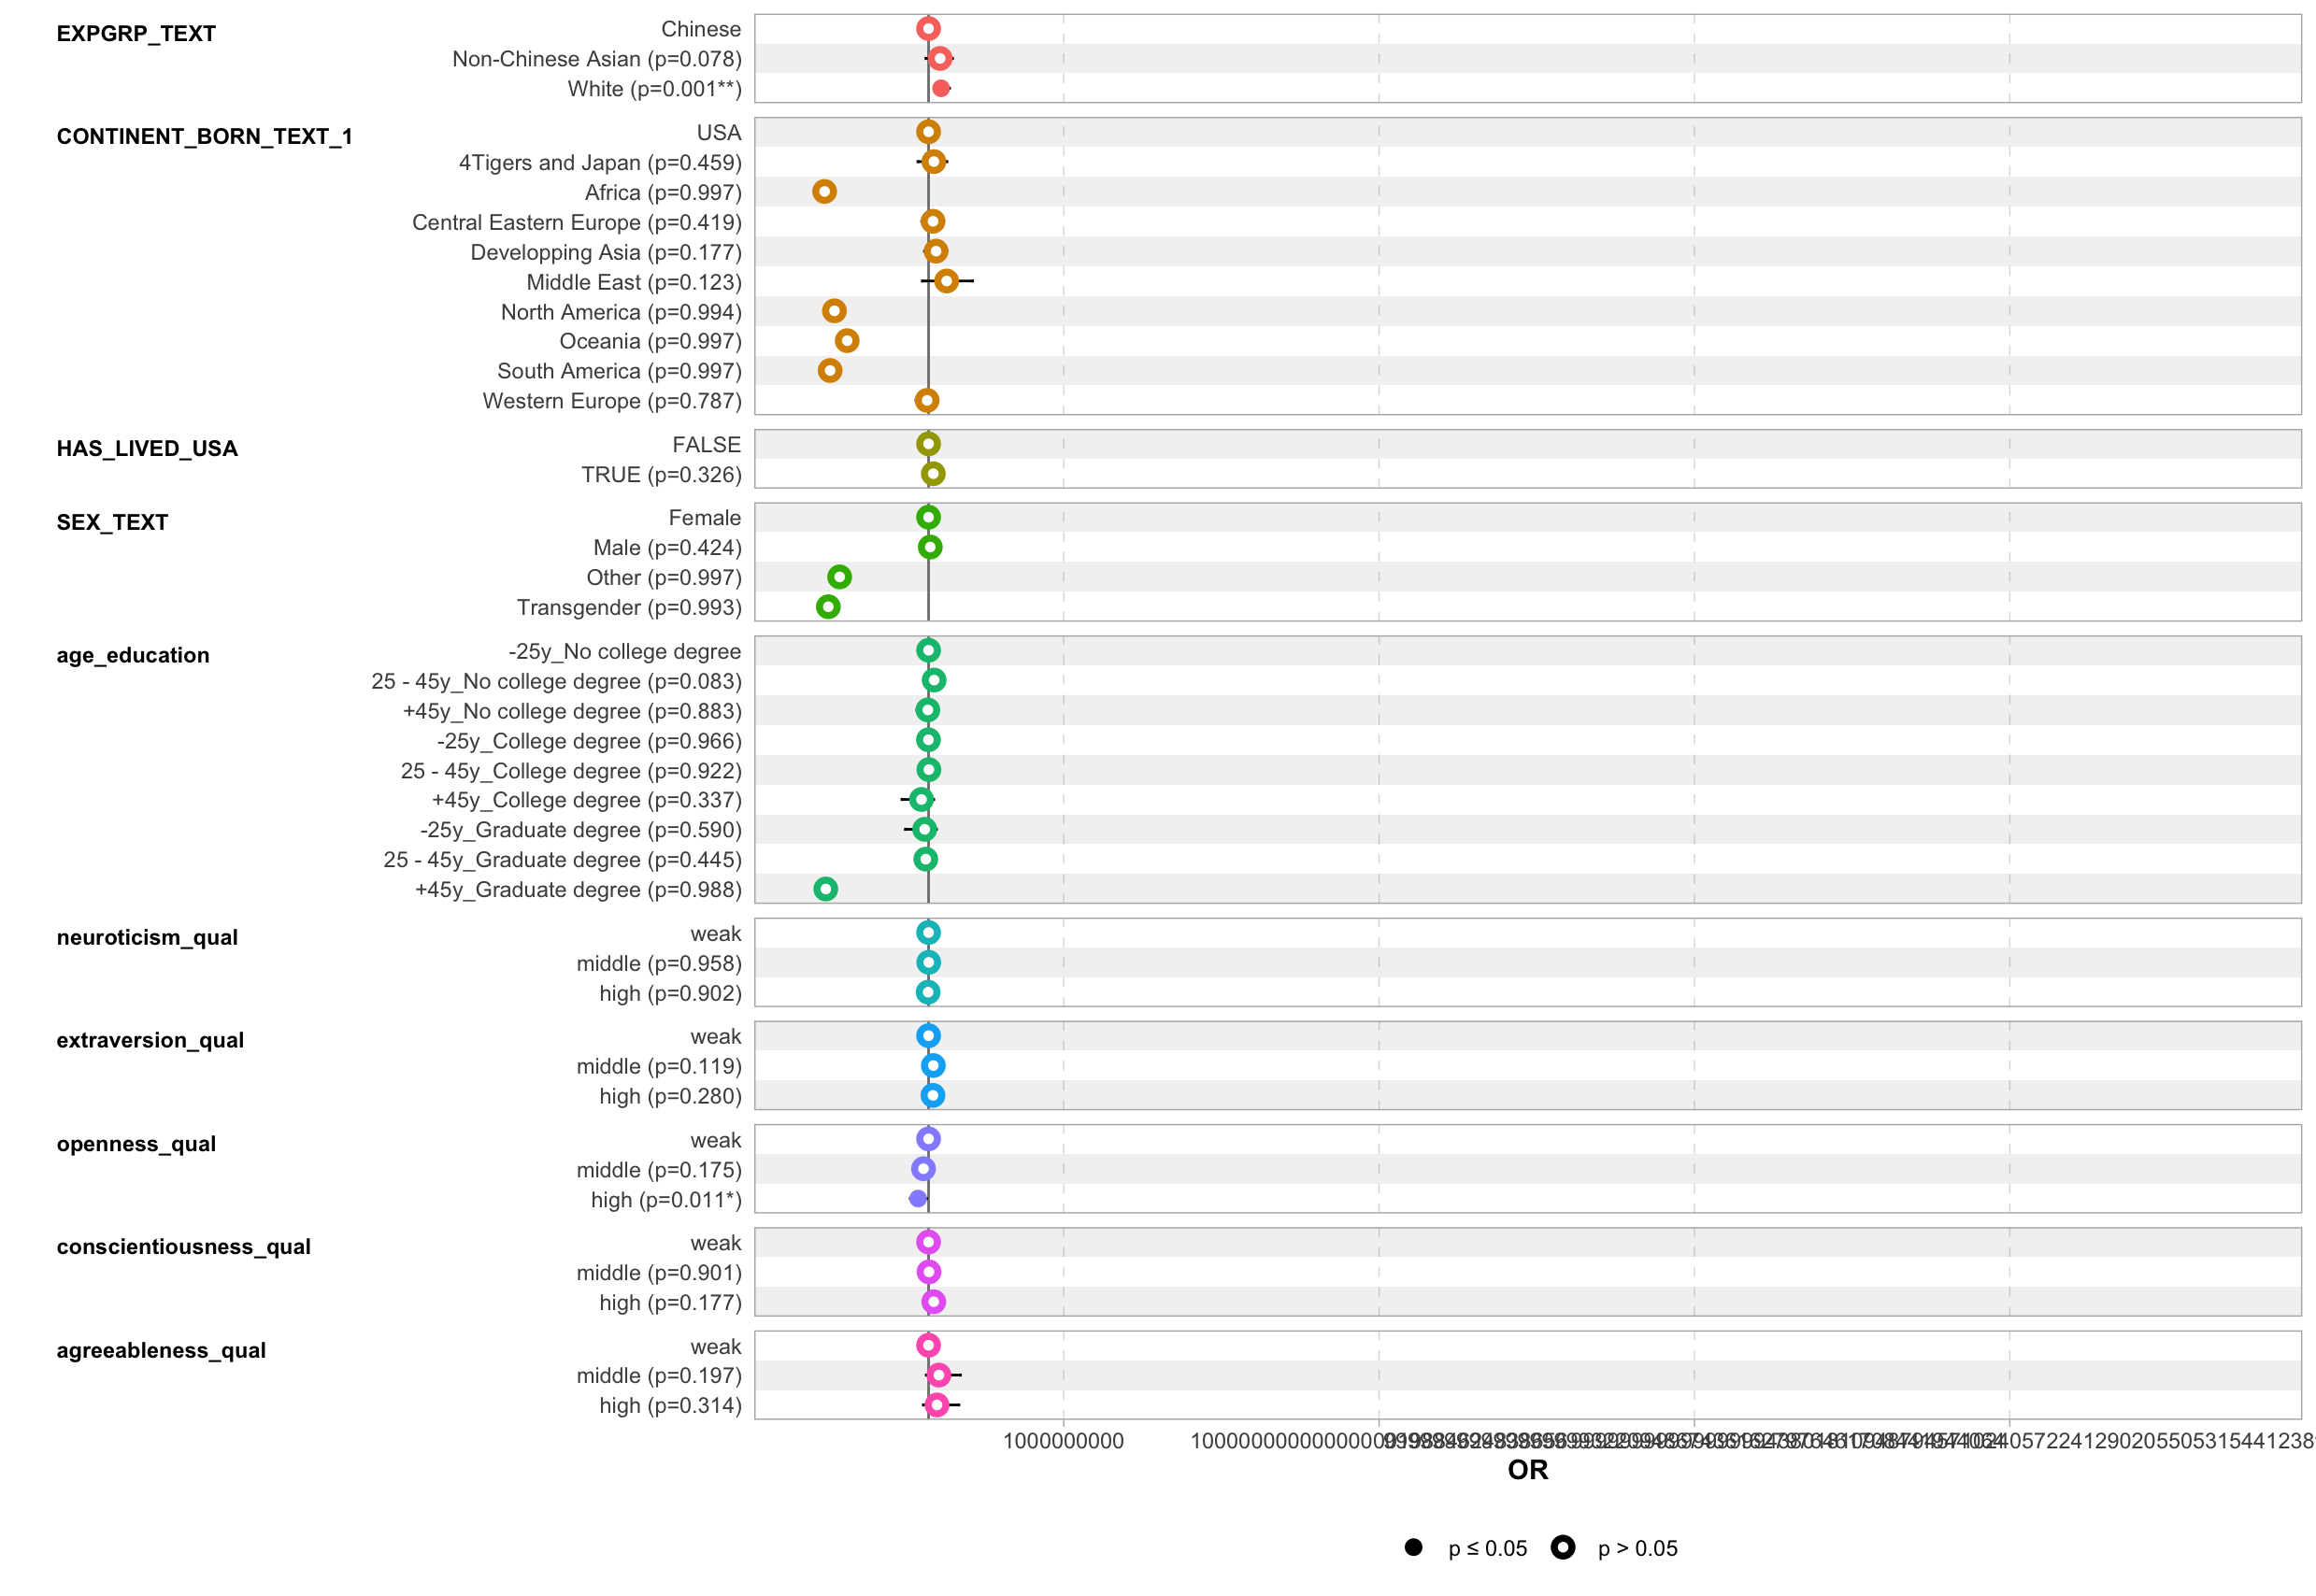 EXPGRP_TEXT
Chinese
Non-Chinese Asian (p=0.078)
White (p=0.001**)
CONTINENT_BORN_TEXT_1
USA
4Tigers and Japan (p=0.459)
Africa (p=0.997)
Central Eastern Europe (p=0.419)
Developping Asia (p=0.177)
Middle East (p=0.123)
North America (p=0.994)
Oceania (p=0.997)
South America (p=0.997)
Western Europe (p=0.787)
HAS_LIVED_USA
FALSE
TRUE (p=0.326)
SEX_TEXT
Female
Male (p=0.424)
Other (p=0.997)
Transgender (p=0.993)
age_education
-25y_No college degree
25 - 45y_No college degree (p=0.083)
+45y_No college degree (p=0.883)
-25y_College degree (p=0.966)
25 - 45y_College degree (p=0.922)
+45y_College degree (p=0.337)
-25y_Graduate degree (p=0.590)
25 - 45y_Graduate degree (p=0.445)
+45y_Graduate degree (p=0.988)
neuroticism_qual
weak
middle (p=0.958)
high (p=0.902)
extraversion_qual
weak
middle (p=0.119)
high (p=0.280)
openness_qual
weak
middle (p=0.175)
high (p=0.011*)
conscientiousness_qual
weak
middle (p=0.901)
high (p=0.177)
agreeableness_qual
weak
middle (p=0.197)
high (p=0.314)
1000000000
OR
p ≤ 0.05
p > 0.05